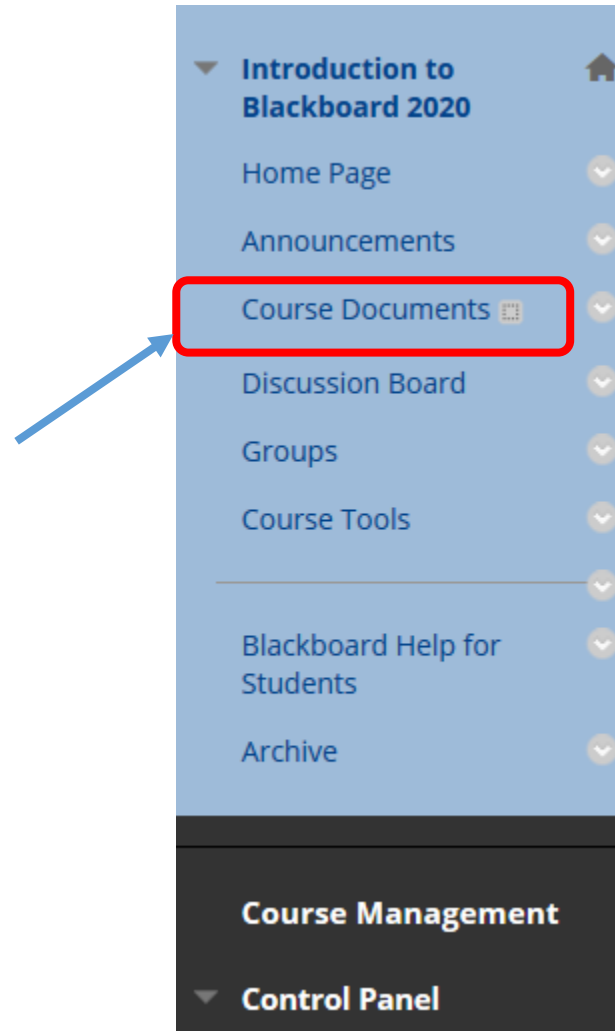 Introduction to
Blackboard 2020
Home Page
Announcements
Course Documents
Discussion Board
Groups
Course Tools
Blackboard Help for
Students
Archive
Course Management
Control Panel